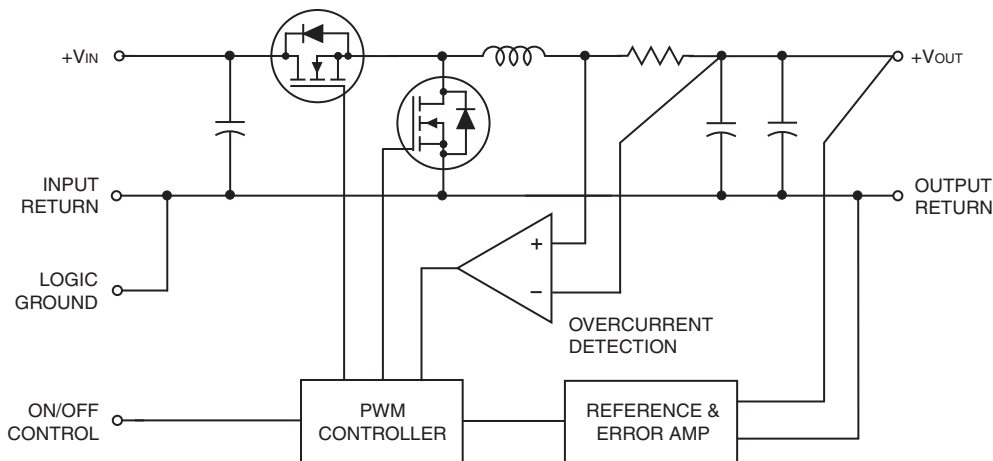 +VIN
+VOUT
INPUT
RETURN
OUTPUT
RETURN
+
−
LOGIC
GROUND
OVERCURRENT
DETECTION
ON/OFF
CONTROL
PWM
CONTROLLER
REFERENCE &
ERROR AMP